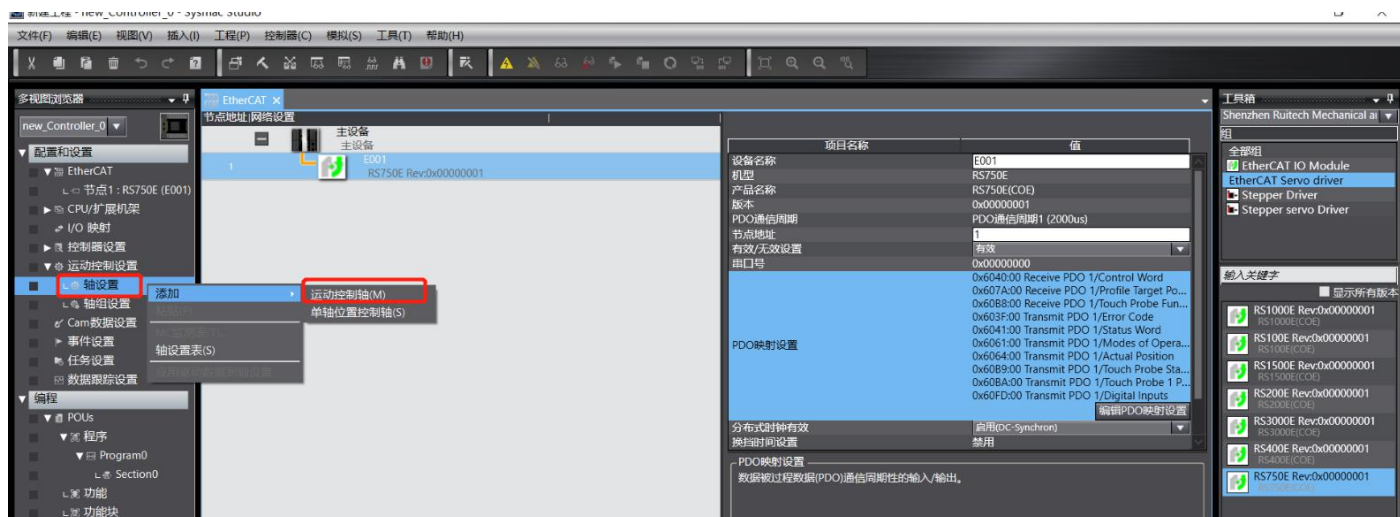 新建工程 - new_Controller_0 - Sysmac Studio
文件(F) 编辑(E) 视图(V) 插入(I) 工程(P) 控制器(C) 模拟(S) 工具(T) 帮助(H)
多视图浏览器
new_Controller_0
配置和设置
EtherCAT
节点1 : RS750E (E001)
CPU/扩展机架
I/O 映射
控制器设置
运动控制设置
轴设置
轴组设置
Cam数据设置
事件设置
任务设置
数据跟踪设置
编程
POUs
程序
Program0
Section0
功能
功能块
添加
轴设置表(S)
运动控制轴(M)
单轴位置控制轴(S)
EtherCAT
节点地址|网络设置
主设备
主设备
1
E001
RS750E Rev:0x00000001
项目名称 值
设备名称 E001
机型 RS750E
产品名称 RS750E(COE)
版本 0x00000001
PDO通信周期 PDO通信周期1 (2000us)
节点地址 1
有效/无效设置 有效
串口号 0x00000000
PDO映射设置
0x6040:00 Receive PDO 1/Control Word
0x607A:00 Receive PDO 1/Profile Target Po...
0x60B8:00 Receive PDO 1/Touch Probe Fun...
0x603F:00 Transmit PDO 1/Error Code
0x6041:00 Transmit PDO 1/Status Word
0x6061:00 Transmit PDO 1/Modes of Opera...
0x6064:00 Transmit PDO 1/Actual Position
0x60B9:00 Transmit PDO 1/Touch Probe Sta...
0x60BA:00 Transmit PDO 1/Touch Probe 1 P...
0x60FD:00 Transmit PDO 1/Digital Inputs
编辑PDO映射设置
分布式时钟有效 启用(DC-Synchron)
换挡时间设置 禁用
PDO映射设置
数据被过程数据(PDO)通信周期性的输入/输出。
工具箱
Shenzhen Ruitech Mechanical a
组
全部组
EtherCAT IO Module
EtherCAT Servo driver
Stepper Driver
Stepper servo Driver
输入关键字
显示所有版本
RS1000E Rev:0x00000001
RS1000E(COE)
RS100E Rev:0x00000001
RS100E(COE)
RS1500E Rev:0x00000001
RS1500E(COE)
RS200E Rev:0x00000001
RS200E(COE)
RS3000E Rev:0x00000001
RS3000E(COE)
RS400E Rev:0x00000001
RS400E(COE)
RS750E Rev:0x00000001
RS750E(COE)